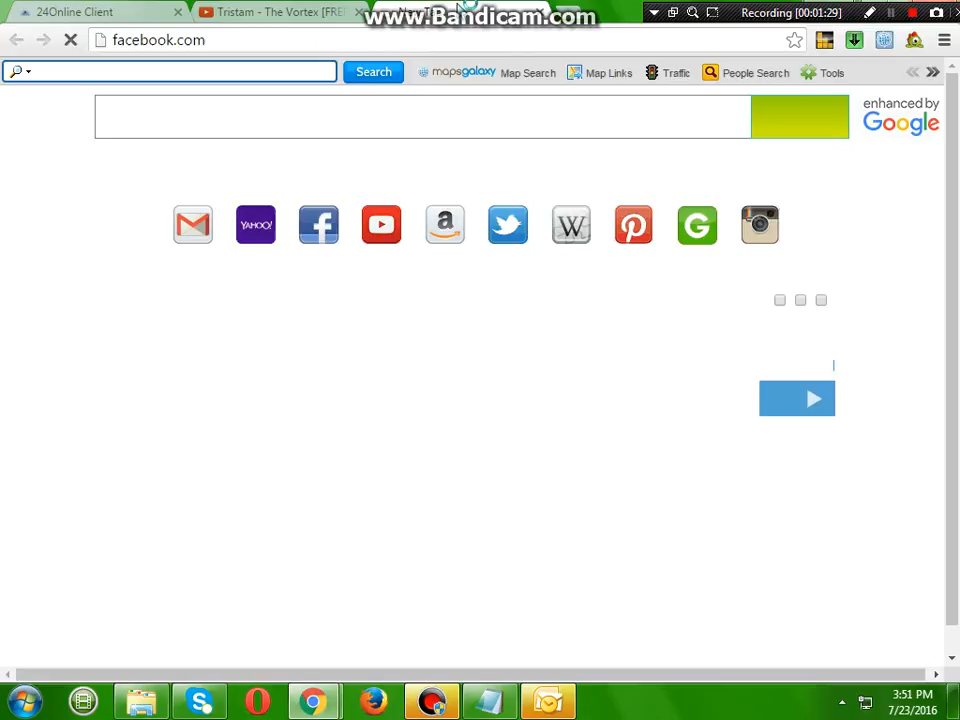 24Online Client
Tristam - The Vortex [FREE
www.Bandicam.com
Recording [00:01:29]
facebook.com
Search
mapsgalaxy Map Search
Map Links
Traffic
People Search
Tools
enhanced by
Google
YAHOO!
3:51 PM
7/23/2016